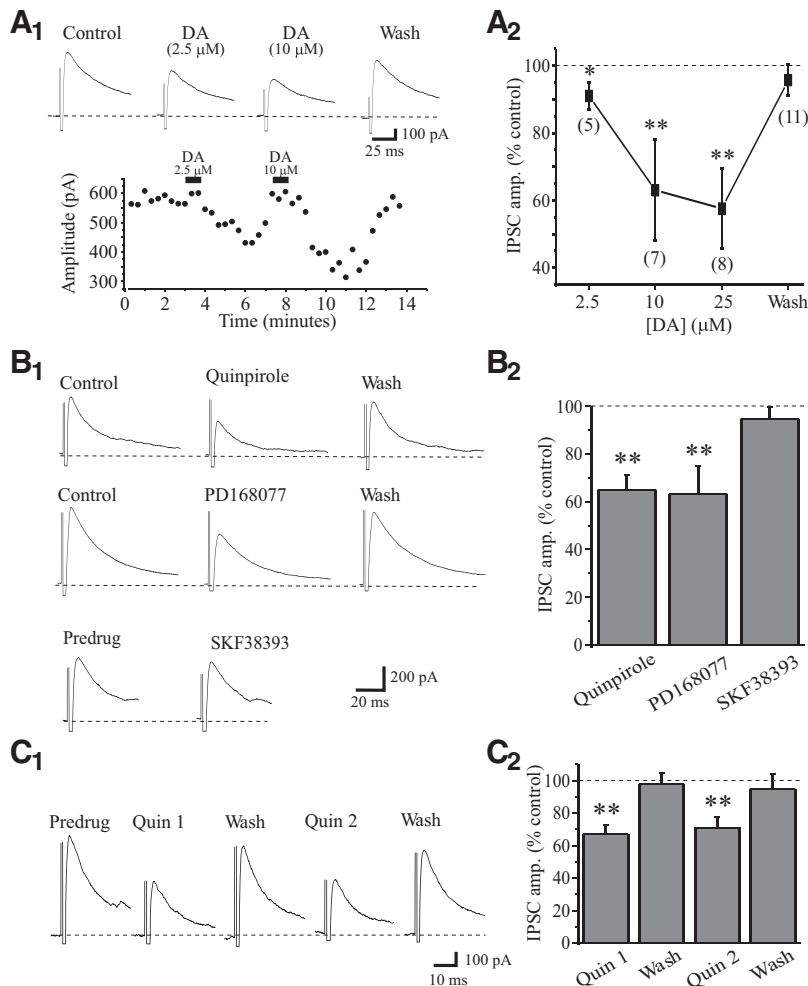 A1
Control
DA
(2.5 μM)
DA
(10 μM)
Wash
100 pA
25 ms
DA
2.5 μM
DA
10 μM
600
500
400
300
Amplitude (pA)
0 2 4 6 8 10 12 14
Time (minutes)
A2
100
80
60
40
IPSC amp. (% control)
*
(5)
**
(7)
**
(8)
(11)
2.5 10 25 Wash
[DA] (μM)
B1
Control Quinpirole Wash
Control PD168077 Wash
Predrug SKF38393
200 pA
20 ms
B2
100
80
60
40
20
0
IPSC amp. (% control)
**
**
Quinpirole
PD168077
SKF38393
C1
Predrug Quin 1 Wash Quin 2 Wash
100 pA
10 ms
C2
100
80
60
40
20
0
IPSC amp. (% control)
**
**
Quin 1
Wash
Quin 2
Wash